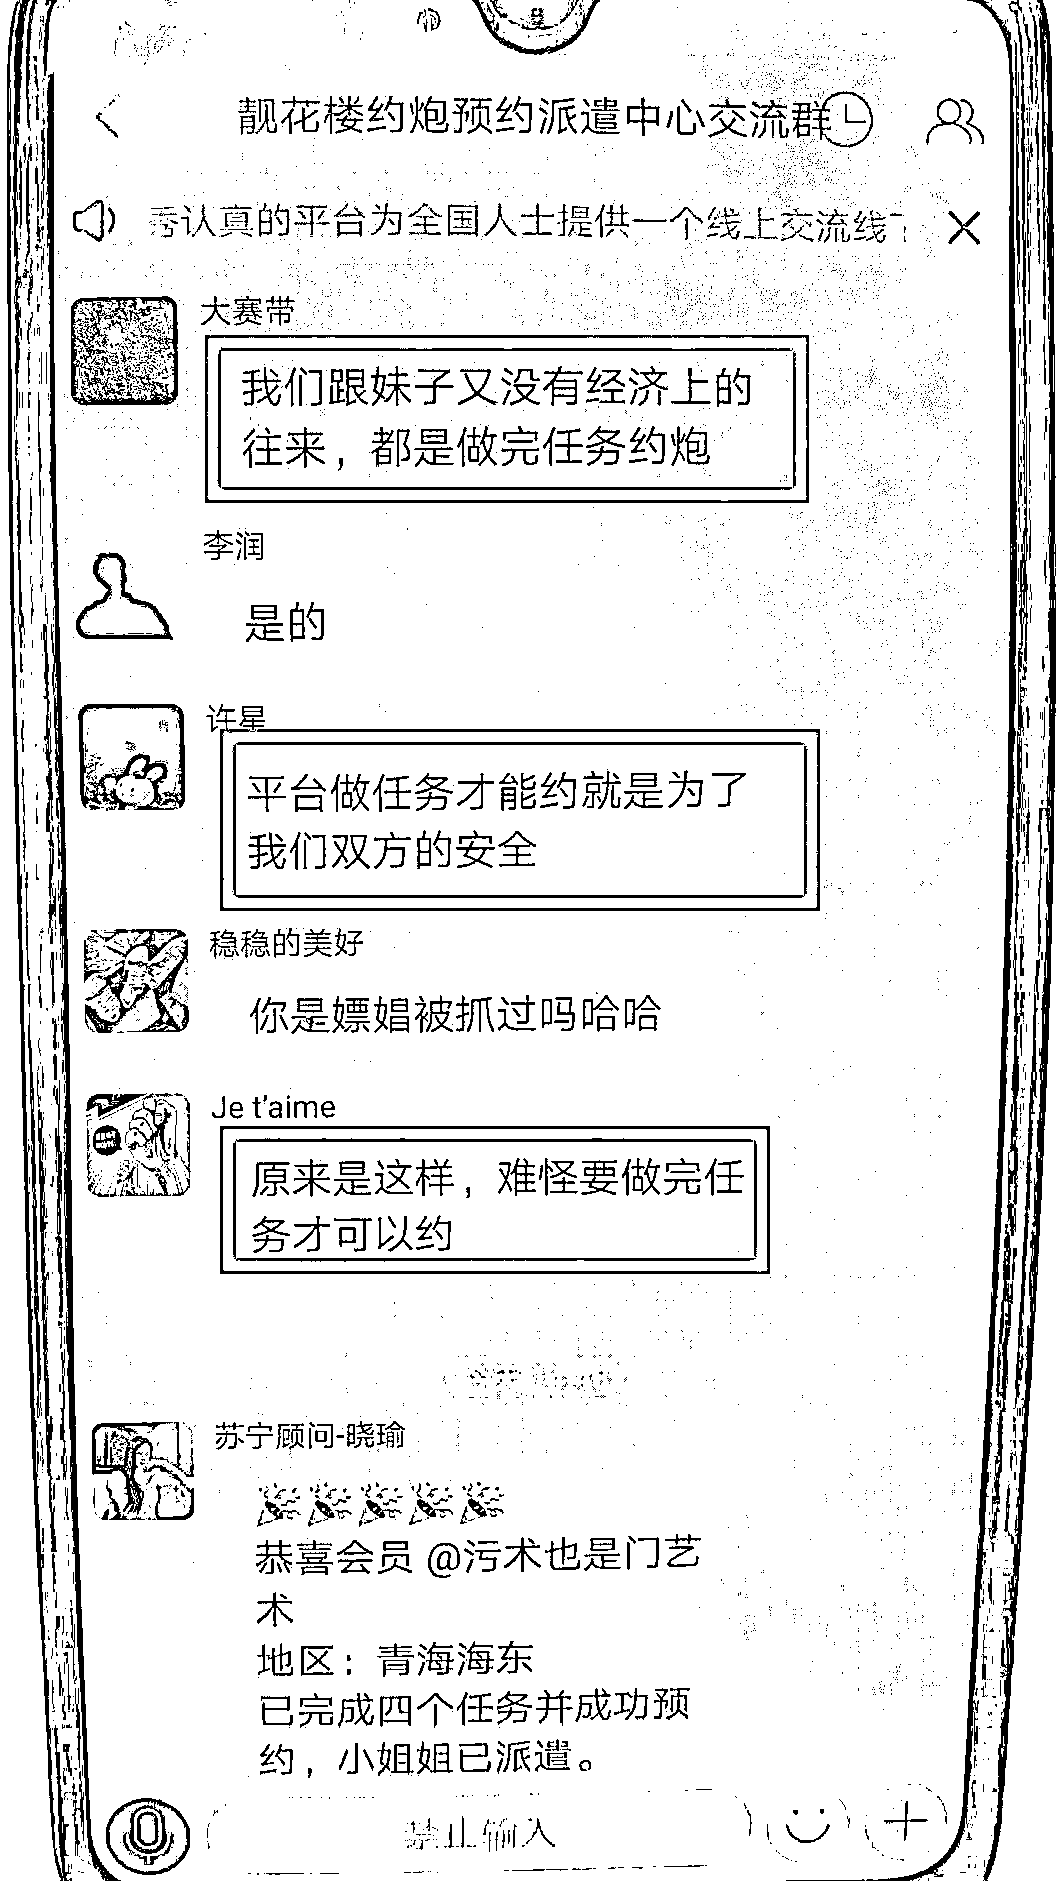 靓花楼约炮预约派遣中心交流群
秀认真的平台为全国人士提供一个线上交流线下
大赛带
我们跟妹子又没有经济上的
往来，都是做完任务约炮
李润
是的
许星
平台做任务才能约就是为了
我们双方的安全
稳稳的美好
你是嫖娼被抓过吗哈哈
Je t'aime
原来是这样，难怪要做完任
务才可以约
苏宁顾问-晓瑜
🎉🎉🎉🎉🎉
恭喜会员 @污术也是门艺
术
地区：青海海东
已完成四个任务并成功预
约，小姐姐已派遣。
禁止输入